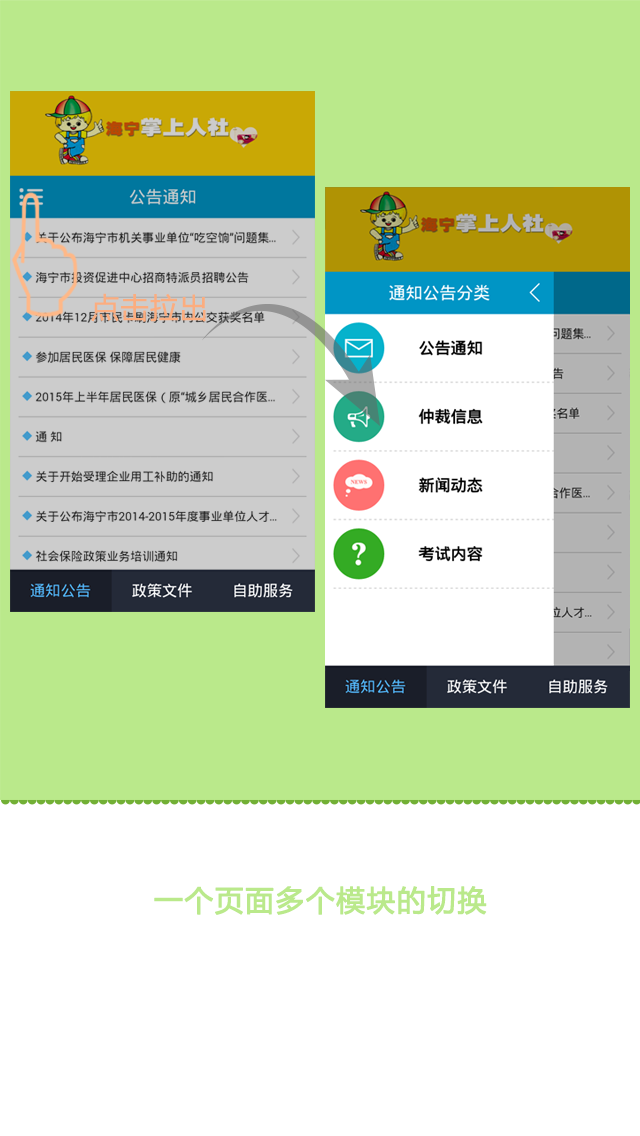 海宁掌上人社
公告通知
关于公布海宁市机关事业单位“吃空饷”问题集...
海宁市投资促进中心招商特派员招聘公告
点击拉出
2014年12月市民卡刷海宁市内公交获奖名单
参加居民医保 保障居民健康
2015年上半年居民医保（原“城乡居民合作医...
通 知
关于开始受理企业用工补助的通知
关于公布海宁市2014-2015年度事业单位人才...
社会保险政策业务培训通知
通知公告 政策文件 自助服务
海宁掌上人社
通知公告分类
公告通知
仲裁信息
NEWS 新闻动态
? 考试内容
问题集...
告
名单
合作医...
位人才...
通知公告 政策文件 自助服务
一个页面多个模块的切换